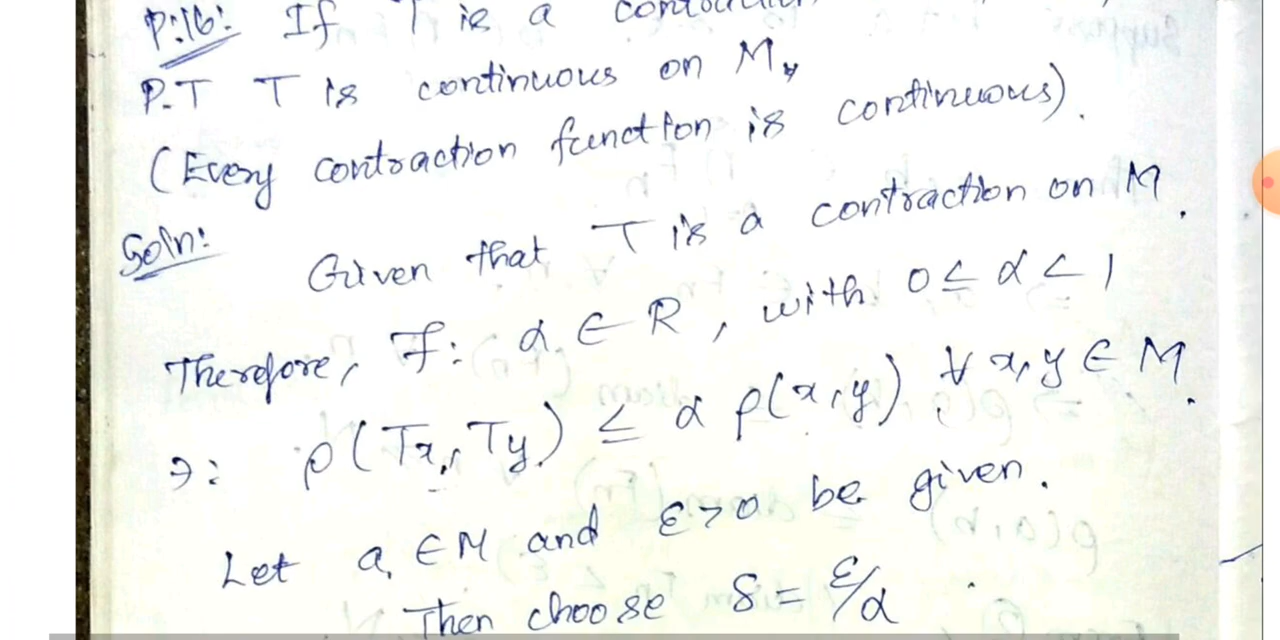 P:16: If T is a
P.T T is continuous on M.
(Every contraction function is continuous).
Soln:
Given that T is a contraction on M.
Therefore, ∃: α ∈ R, with 0 ≤ α < 1
∋: ρ(Tx, Ty) ≤ α ρ(x, y) ∀ x, y ∈ M.
Let a ∈ M and ε > 0 be given.
Then choose δ = ε/α.